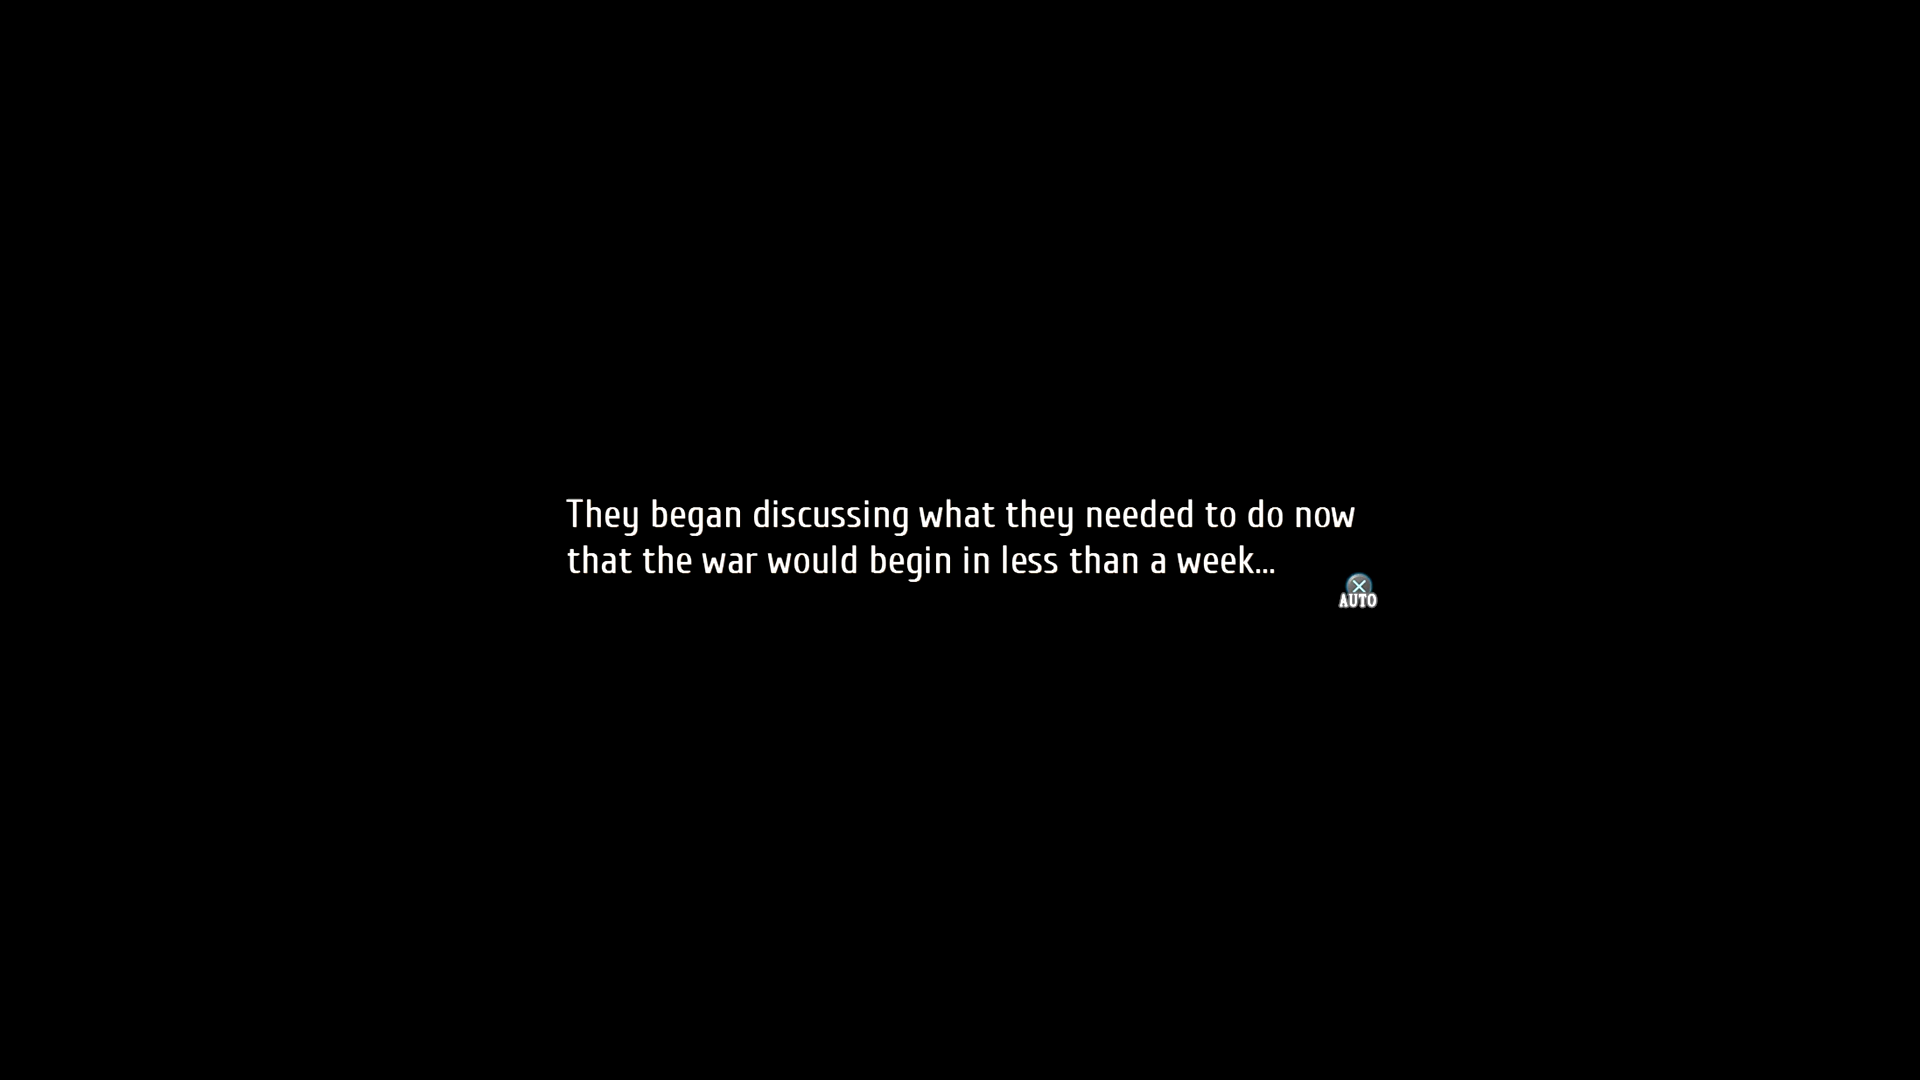 They began discussing what they needed to do now
that the war would begin in less than a week...
AUTO